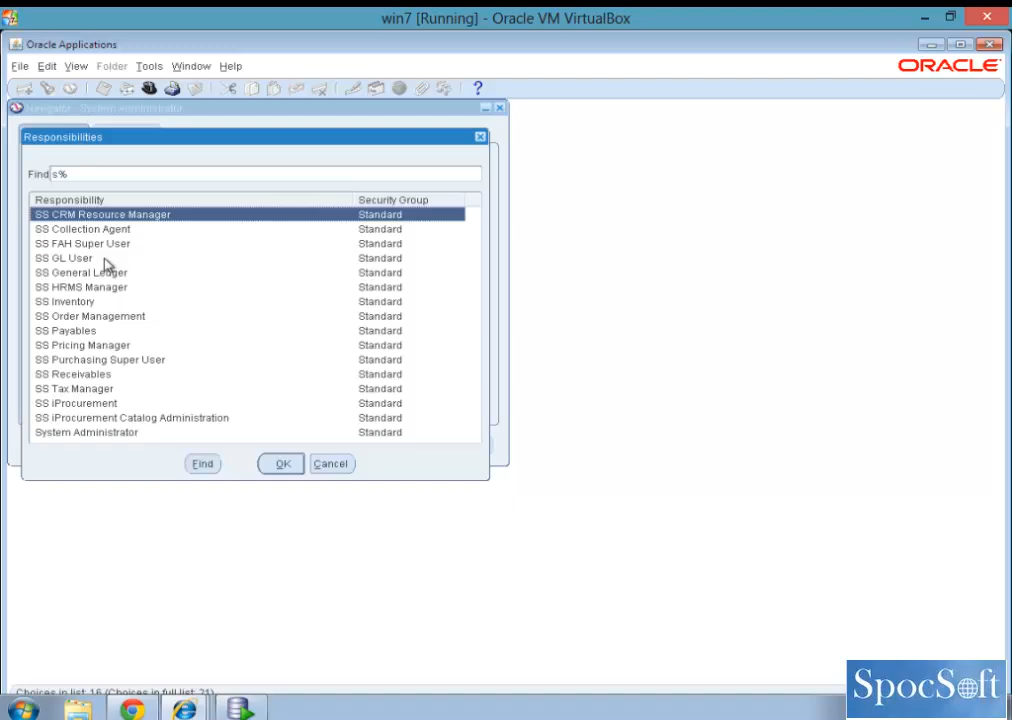 win7 [Running] - Oracle VM VirtualBox
Oracle Applications
File Edit View Folder Tools Window Help
ORACLE
Navigator - System Administrator
Responsibilities
Find s%
Responsibility Security Group
SS CRM Resource Manager Standard
SS Collection Agent Standard
SS FAH Super User Standard
SS GL User Standard
SS General Ledger Standard
SS HRMS Manager Standard
SS Inventory Standard
SS Order Management Standard
SS Payables Standard
SS Pricing Manager Standard
SS Purchasing Super User Standard
SS Receivables Standard
SS Tax Manager Standard
SS iProcurement Standard
SS iProcurement Catalog Administration Standard
System Administrator Standard
Find OK Cancel
Choices in list: 16 (Choices in full list: 21)
SpocSoft